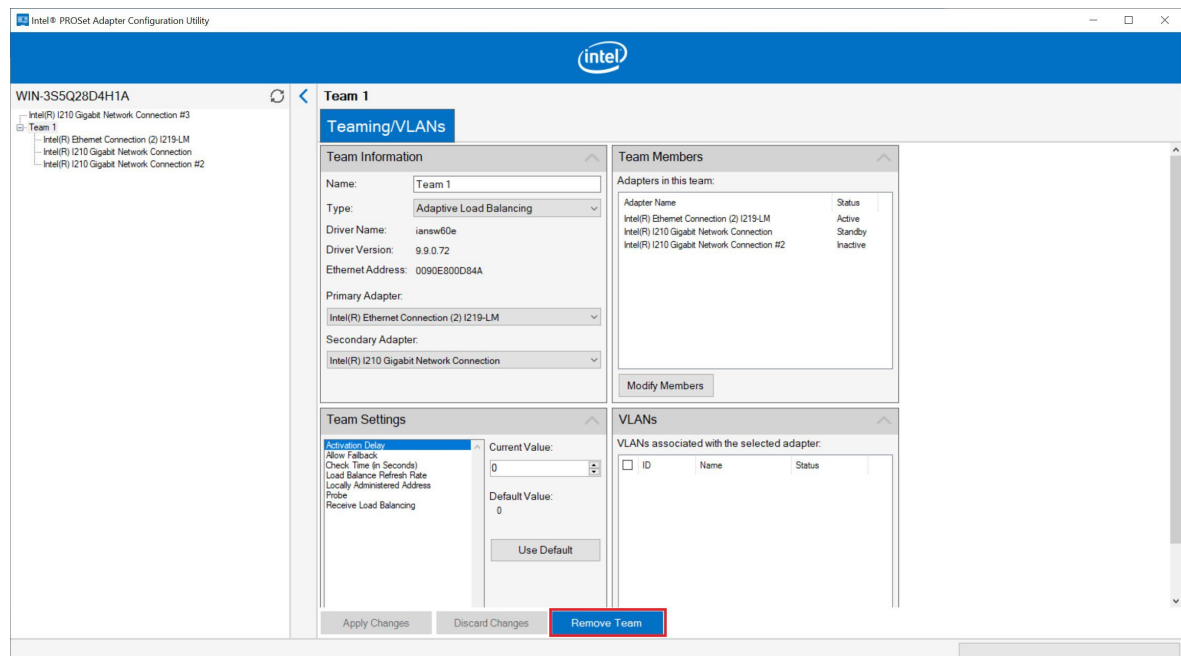 Intel® PROSet Adapter Configuration Utility
intel
WIN-3S5Q28D4H1A
Intel(R) I210 Gigabit Network Connection #3
Team 1
Intel(R) Ethernet Connection (2) I219-LM
Intel(R) I210 Gigabit Network Connection
Intel(R) I210 Gigabit Network Connection #2
Team 1
Teaming/VLANs
Team Information
Name: Team 1
Type: Adaptive Load Balancing
Driver Name: iansw60e
Driver Version: 9.9.0.72
Ethernet Address: 0090E800D84A
Primary Adapter:
Intel(R) Ethernet Connection (2) I219-LM
Secondary Adapter:
Intel(R) I210 Gigabit Network Connection
Team Members
Adapters in this team:
Adapter Name Status
Intel(R) Ethernet Connection (2) I219-LM Active
Intel(R) I210 Gigabit Network Connection Standby
Intel(R) I210 Gigabit Network Connection #2 Inactive
Modify Members
Team Settings
Activation Delay
Allow Failback
Check Time (in Seconds)
Load Balance Refresh Rate
Locally Administered Address
Probe
Receive Load Balancing
Current Value:
0
Default Value:
0
Use Default
VLANs
VLANs associated with the selected adapter:
ID Name Status
Apply Changes Discard Changes Remove Team